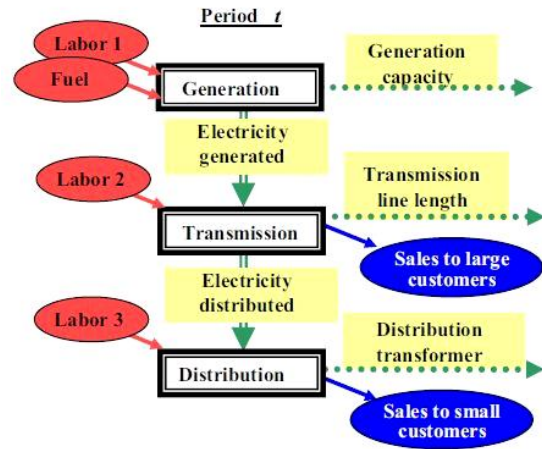 Period t
Labor 1
Fuel
Generation
Generation
capacity
Electricity
generated
Labor 2
Transmission
Transmission
line length
Sales to large
customers
Electricity
distributed
Labor 3
Distribution
Distribution
transformer
Sales to small
customers